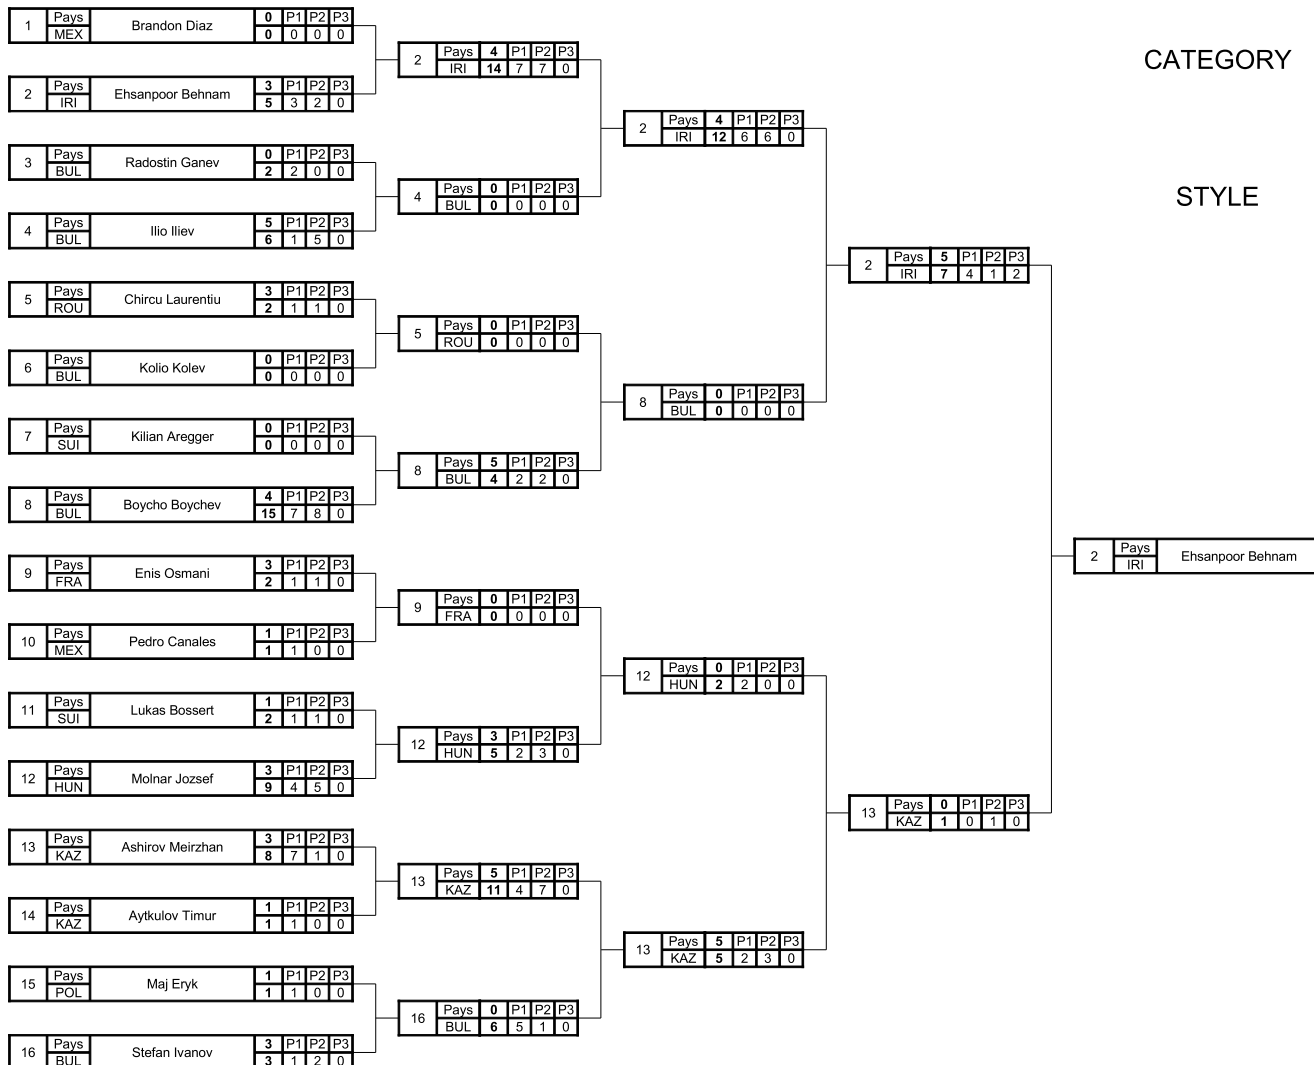 1 Pays MEX Brandon Diaz 0 P1 P2 P3 0 0 0 0
2 Pays IRI Ehsanpoor Behnam 3 P1 P2 P3 5 3 2 0
3 Pays BUL Radostin Ganev 0 P1 P2 P3 2 2 0 0
4 Pays BUL Ilio Iliev 5 P1 P2 P3 6 1 5 0
5 Pays ROU Chircu Laurentiu 3 P1 P2 P3 2 1 1 0
6 Pays BUL Kolio Kolev 0 P1 P2 P3 0 0 0 0
7 Pays SUI Kilian Aregger 0 P1 P2 P3 0 0 0 0
8 Pays BUL Boycho Boychev 4 P1 P2 P3 15 7 8 0
9 Pays FRA Enis Osmani 3 P1 P2 P3 2 1 1 0
10 Pays MEX Pedro Canales 1 P1 P2 P3 1 1 0 0
11 Pays SUI Lukas Bossert 1 P1 P2 P3 2 1 1 0
12 Pays HUN Molnar Jozsef 3 P1 P2 P3 9 4 5 0
13 Pays KAZ Ashirov Meirzhan 3 P1 P2 P3 8 7 1 0
14 Pays KAZ Aytkulov Timur 1 P1 P2 P3 1 1 0 0
15 Pays POL Maj Eryk 1 P1 P2 P3 1 1 0 0
16 Pays BUL Stefan Ivanov 3 P1 P2 P3 3 1 2 0
2 Pays IRI 4 P1 P2 P3 14 7 7 0
4 Pays BUL 0 P1 P2 P3 0 0 0 0
5 Pays ROU 0 P1 P2 P3 0 0 0 0
8 Pays BUL 5 P1 P2 P3 4 2 2 0
9 Pays FRA 0 P1 P2 P3 0 0 0 0
12 Pays HUN 3 P1 P2 P3 5 2 3 0
13 Pays KAZ 5 P1 P2 P3 11 4 7 0
16 Pays BUL 0 P1 P2 P3 6 5 1 0
2 Pays IRI 4 P1 P2 P3 12 6 6 0
8 Pays BUL 0 P1 P2 P3 0 0 0 0
12 Pays HUN 0 P1 P2 P3 2 2 0 0
13 Pays KAZ 5 P1 P2 P3 5 2 3 0
2 Pays IRI 5 P1 P2 P3 7 4 1 2
13 Pays KAZ 0 P1 P2 P3 1 0 1 0
CATEGORY
STYLE
2 Pays IRI Ehsanpoor Behnam